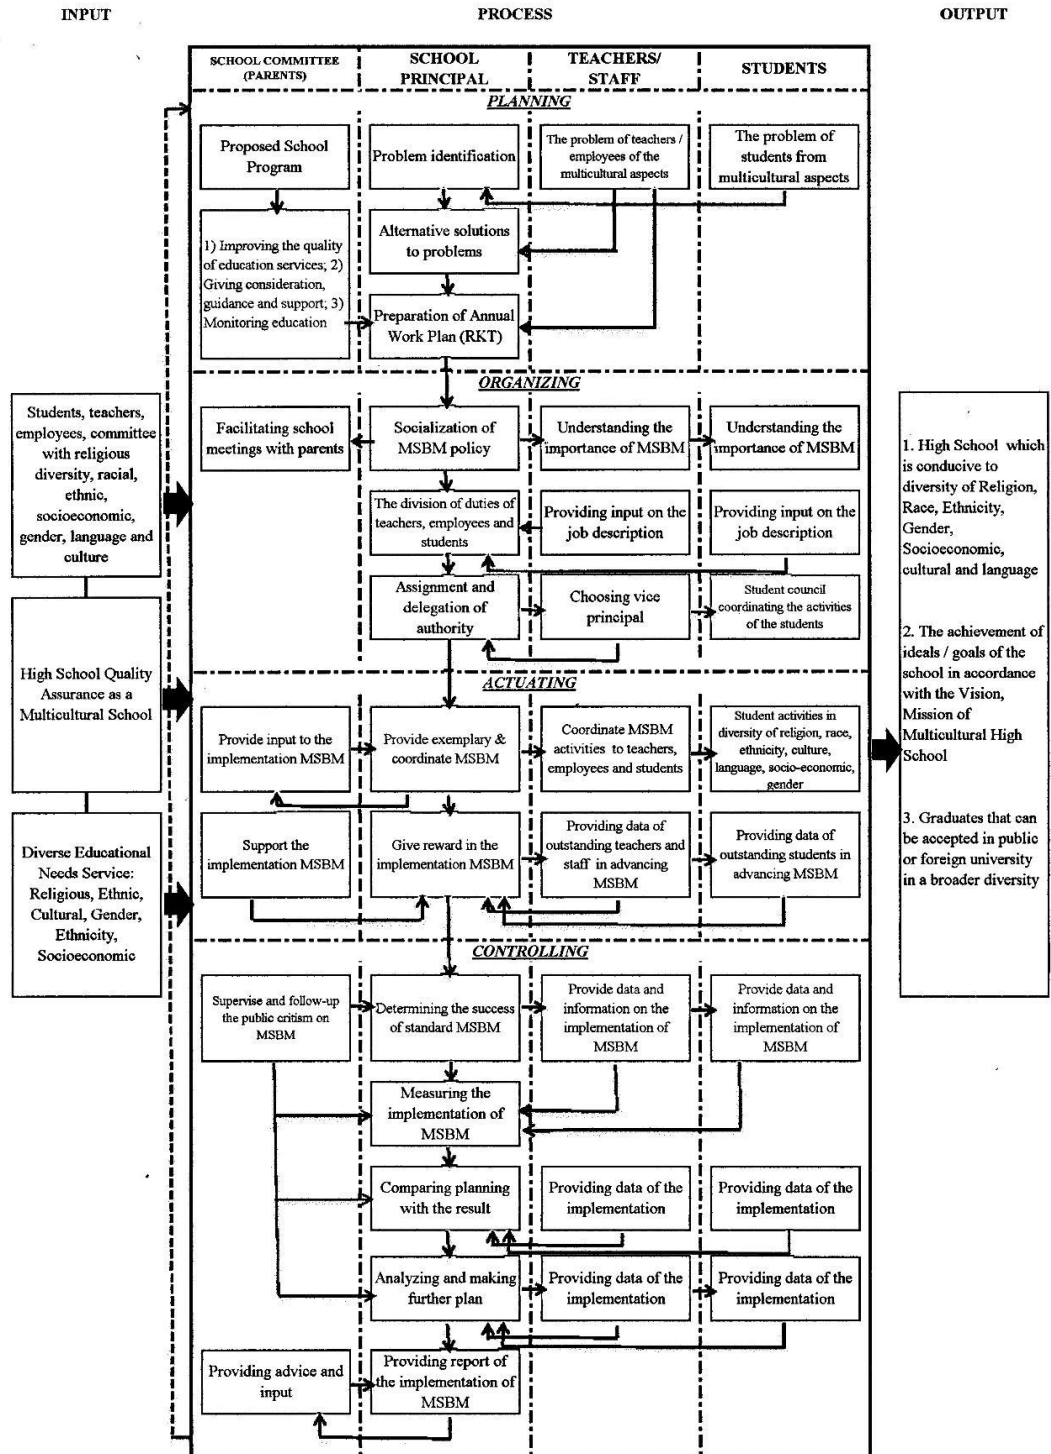 INPUT
PROCESS
OUTPUT
SCHOOL COMMITTEE
(PARENTS)
SCHOOL
PRINCIPAL
TEACHERS/
STAFF
STUDENTS
PLANNING
Proposed School
Program
Problem identification
The problem of teachers /
employees of the
multicultural aspects
The problem of
students from
multicultural aspects
1) Improving the quality
of education services; 2)
Giving consideration,
guidance and support; 3)
Monitoring education
Alternative solutions
to problems
Preparation of Annual
Work Plan (RKT)
ORGANIZING
Students, teachers,
employees, committee
with religious
diversity, racial,
ethnic,
socioeconomic,
gender, language and
culture
High School Quality
Assurance as a
Multicultural School
Diverse Educational
Needs Service:
Religious, Ethnic,
Cultural, Gender,
Ethnicity,
Socioeconomic
Facilitating school
meetings with parents
Socialization of
MSBM policy
Understanding the
importance of MSBM
Understanding the
importance of MSBM
The division of duties of
teachers, employees and
students
Providing input on the
job description
Providing input on the
job description
Assignment and
delegation of
authority
Choosing vice
principal
Student council
coordinating the activities
of the students
ACTUATING
Provide input to the
implementation MSBM
Provide exemplary &
coordinate MSBM
Coordinate MSBM
activities to teachers,
employees and students
Student activities in
diversity of religion, race,
ethnicity, culture,
language, socio-economic,
gender
Support the
implementation MSBM
Give reward in the
implementation MSBM
Providing data of
outstanding teachers and
staff in advancing
MSBM
Providing data of
outstanding students in
advancing MSBM
CONTROLLING
Supervise and follow-up
the public critism on
MSBM
Determining the success
of standard MSBM
Provide data and
information on the
implementation of
MSBM
Provide data and
information on the
implementation of
MSBM
Measuring the
implementation of
MSBM
Comparing planning
with the result
Providing data of the
implementation
Providing data of the
implementation
Analyzing and making
further plan
Providing data of the
implementation
Providing data of the
implementation
Providing advice and
input
Providing report of
the implementation of
MSBM
1. High School which
is conducive to
diversity of Religion,
Race, Ethnicity,
Gender,
Socioeconomic,
cultural and language
2. The achievement of
ideals / goals of the
school in accordance
with the Vision,
Mission of
Multicultural High
School
3. Graduates that can
be accepted in public
or foreign university
in a broader diversity